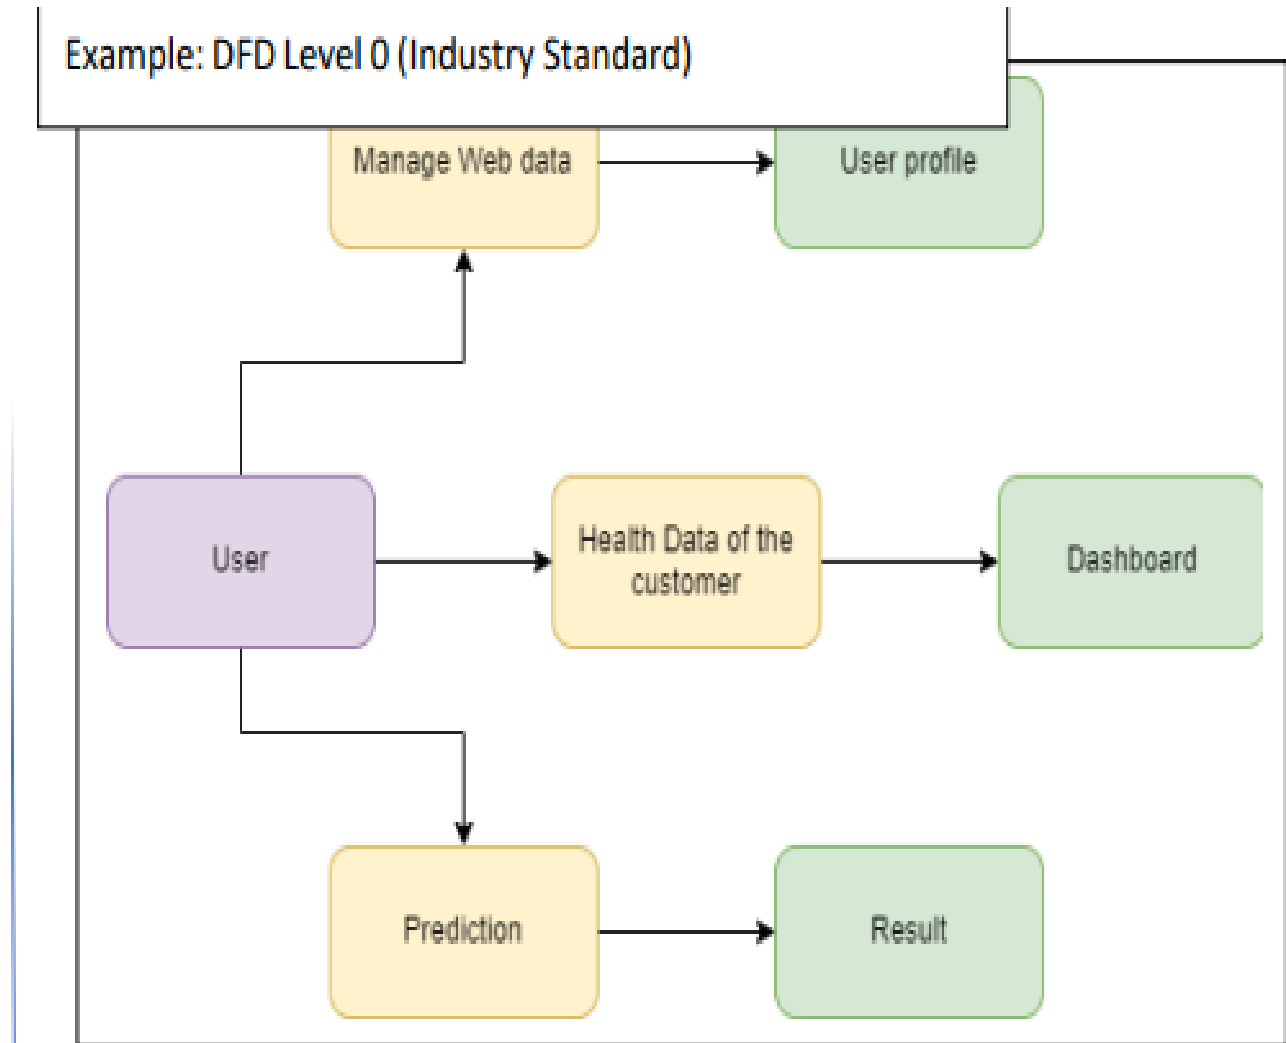 Example: DFD Level 0 (Industry Standard)
Manage Web data
User profile
User
Health Data of the
customer
Dashboard
Prediction
Result